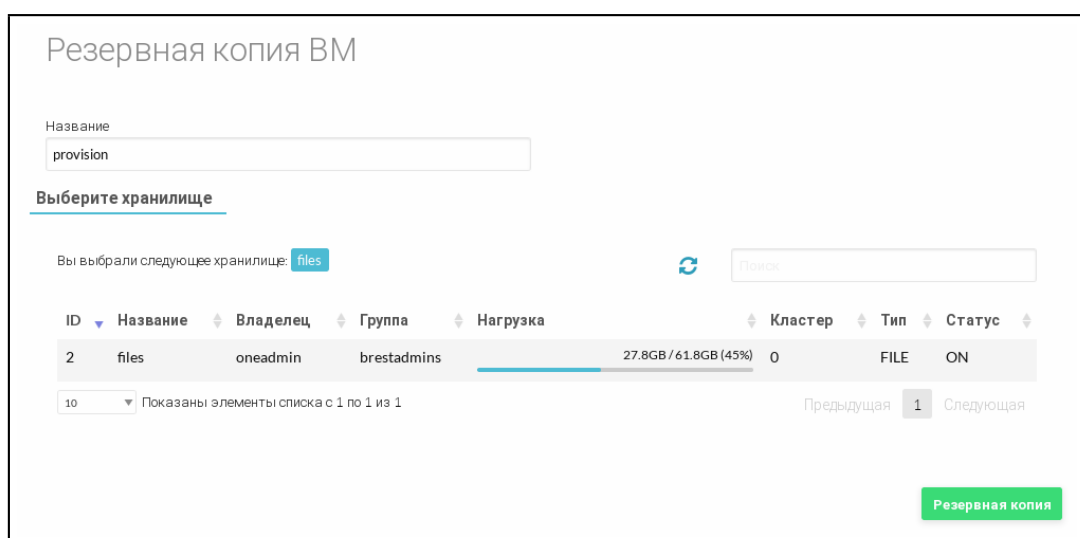 Резервная копия ВМ
Название
provision
Выберите хранилище
Вы выбрали следующее хранилище: files
Поиск
ID Название Владелец Группа Нагрузка Кластер Тип Статус
2 files oneadmin brestadmins 27.8GB / 61.8GB (45%) 0 FILE ON
10 Показаны элементы списка с 1 по 1 из 1 Предыдущая 1 Следующая
Резервная копия